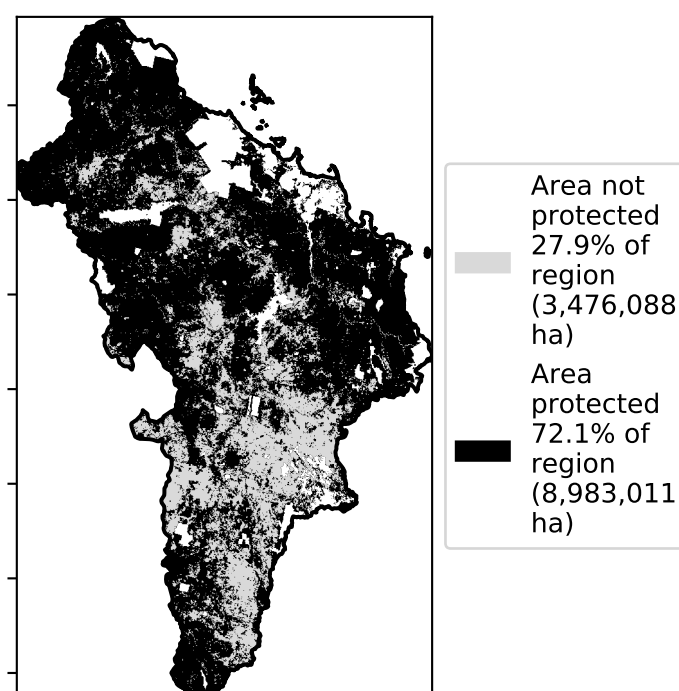 Area not
protected
27.9% of
region
(3,476,088
ha)
Area
protected
72.1% of
region
(8,983,011
ha)